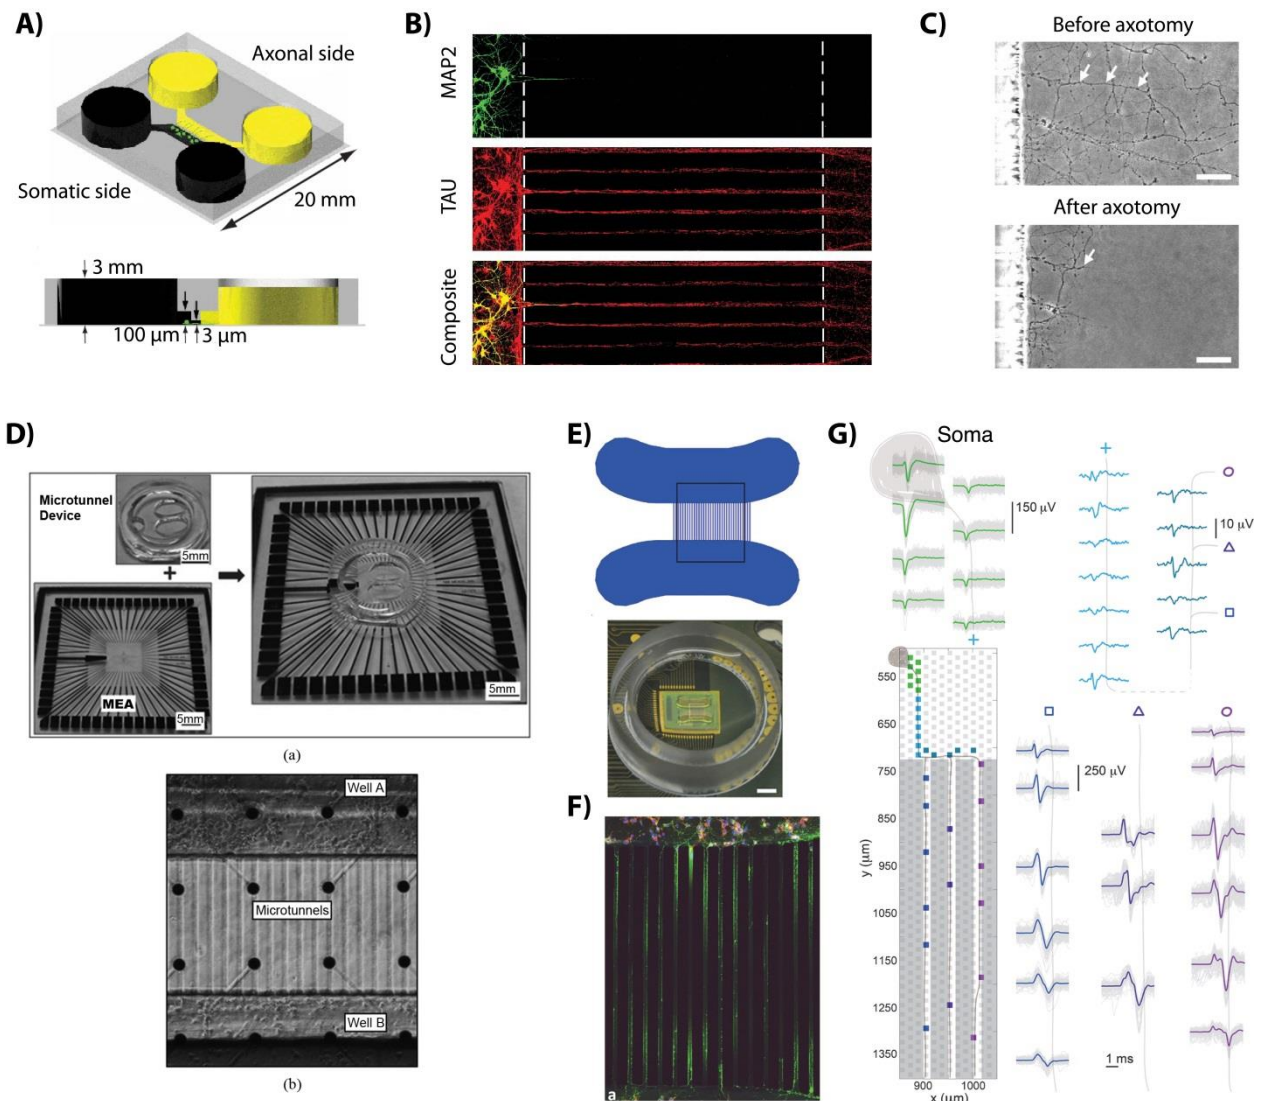 A)
Axonal side
Somatic side
20 mm
3 mm
100 µm
3 µm
B)
MAP2
TAU
Composite
C)
Before axotomy
After axotomy
D)
Microtunnel
Device
5mm
+
MEA
5mm
5mm
(a)
Well A
Microtunnels
Well B
(b)
E)
F)
a
G)
Soma
150 µV
10 µV
550
650
750
850
950
1050
1150
1250
1350
y (µm)
900
1000
x (µm)
250 µV
1 ms